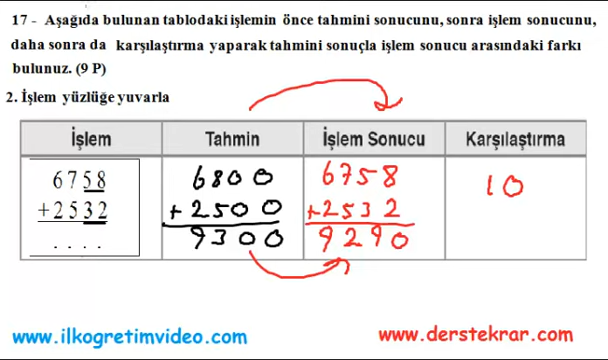 17 - Aşağıda bulunan tablodaki işlemin önce tahmini sonucunu, sonra işlem sonucunu,
daha sonra da karşılaştırma yaparak tahmini sonuçla işlem sonucu arasındaki farkı
bulunuz. (9 P)
2. İşlem yüzlüğe yuvarla
İşlem Tahmin İşlem Sonucu Karşılaştırma
6758 6800 6758 10
+2532 +2500 +2532
.... 9300 9290
www.ilkogretimvideo.com www.derstekrar.com